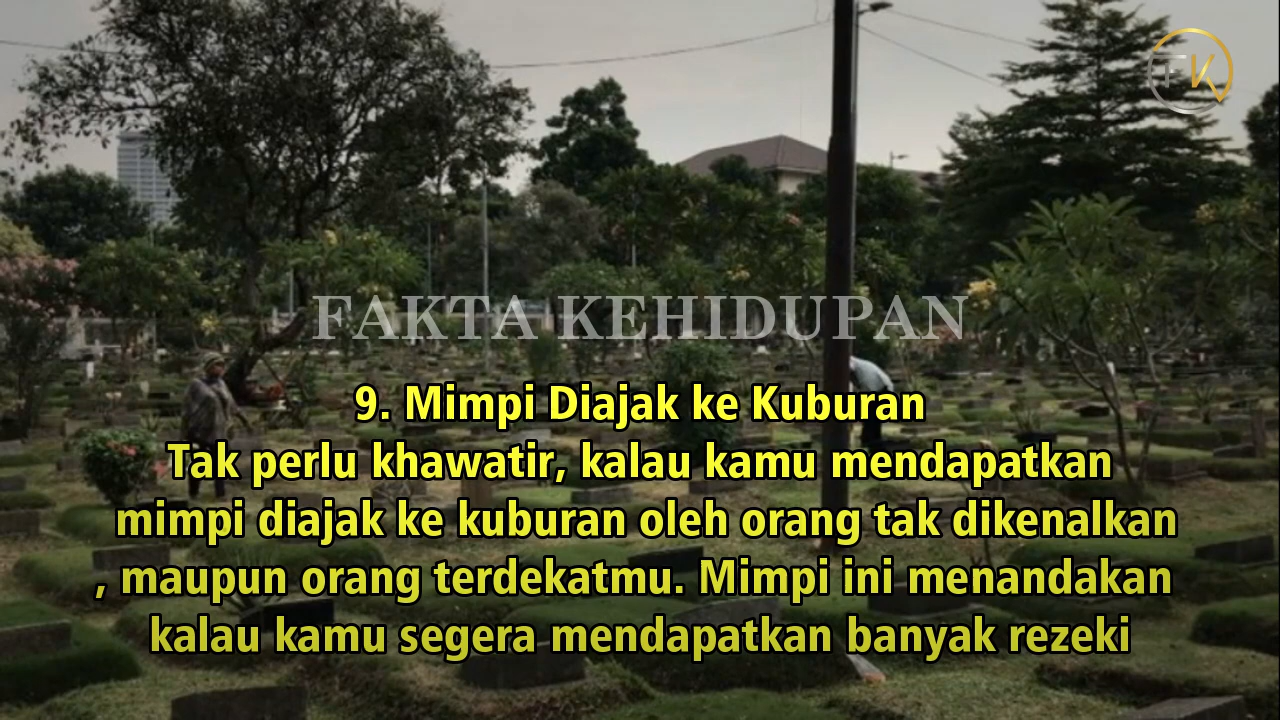 FK
FAKTA KEHIDUPAN
9. Mimpi Diajak ke Kuburan
Tak perlu khawatir, kalau kamu mendapatkan
mimpi diajak ke kuburan oleh orang tak dikenalkan
, maupun orang terdekatmu. Mimpi ini menandakan
kalau kamu segera mendapatkan banyak rezeki